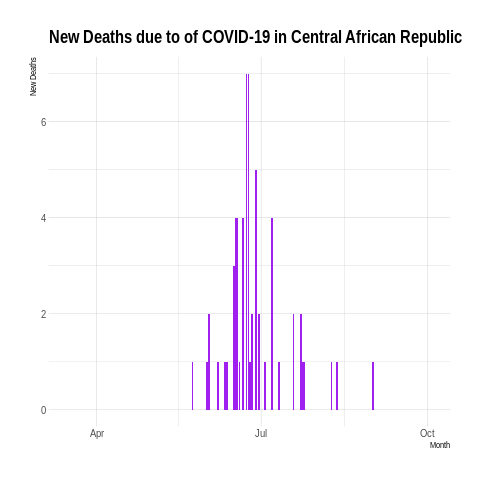 New Deaths due to of COVID-19 in Central African Republic
New Deaths
6
4
2
0
Apr Jul Oct
Month